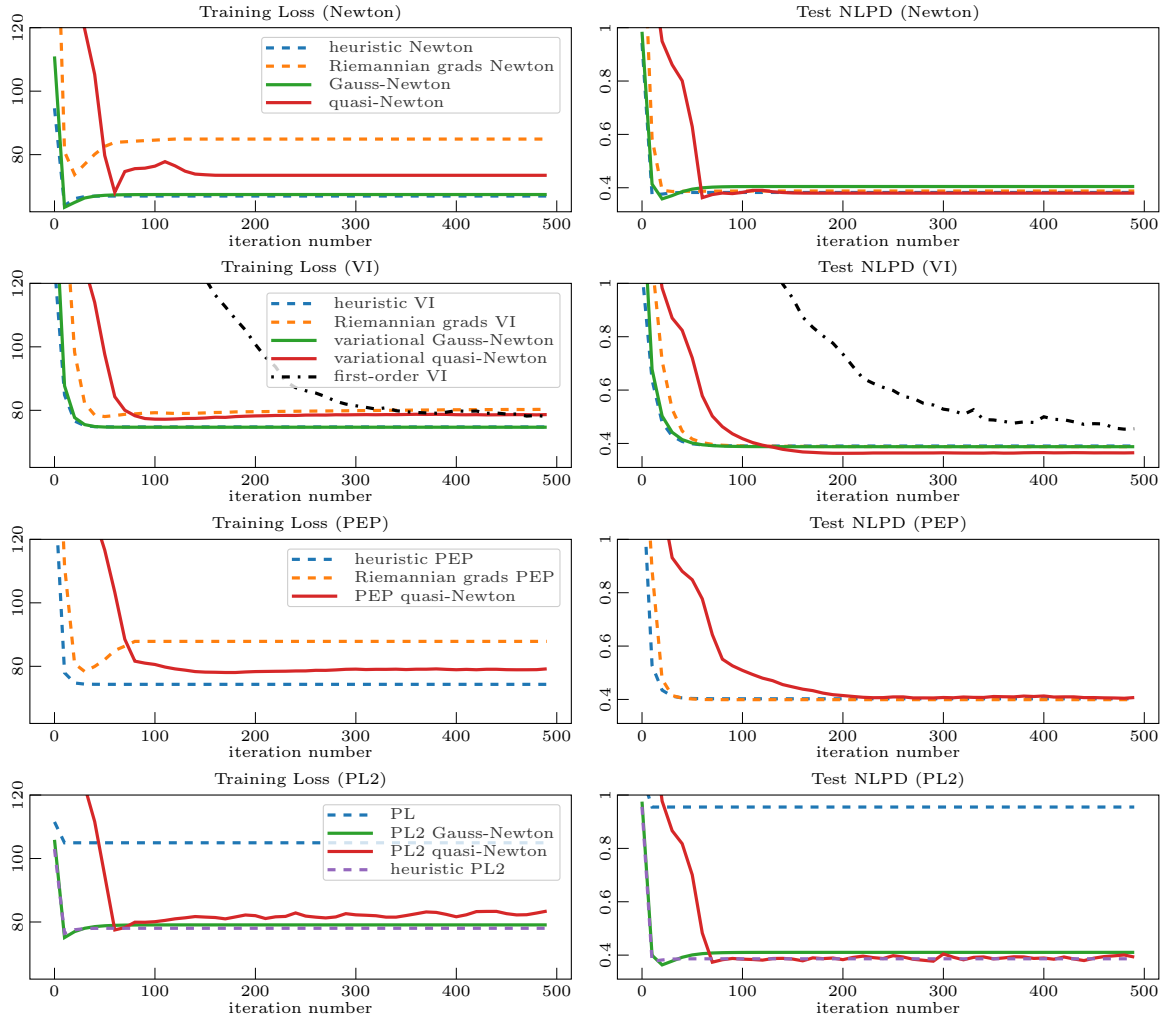 Training Loss (Newton)
120
100
80
heuristic Newton
Riemannian grads Newton
Gauss-Newton
quasi-Newton
0 100 200 300 400 500
iteration number
Test NLPD (Newton)
1
0.8
0.6
0.4
0 100 200 300 400 500
iteration number
Training Loss (VI)
120
100
80
heuristic VI
Riemannian grads VI
variational Gauss-Newton
variational quasi-Newton
first-order VI
0 100 200 300 400 500
iteration number
Test NLPD (VI)
1
0.8
0.6
0.4
0 100 200 300 400 500
iteration number
Training Loss (PEP)
120
100
80
heuristic PEP
Riemannian grads PEP
PEP quasi-Newton
0 100 200 300 400 500
iteration number
Test NLPD (PEP)
1
0.8
0.6
0.4
0 100 200 300 400 500
iteration number
Training Loss (PL2)
120
100
80
PL
PL2 Gauss-Newton
PL2 quasi-Newton
heuristic PL2
0 100 200 300 400 500
iteration number
Test NLPD (PL2)
1
0.8
0.6
0.4
0 100 200 300 400 500
iteration number